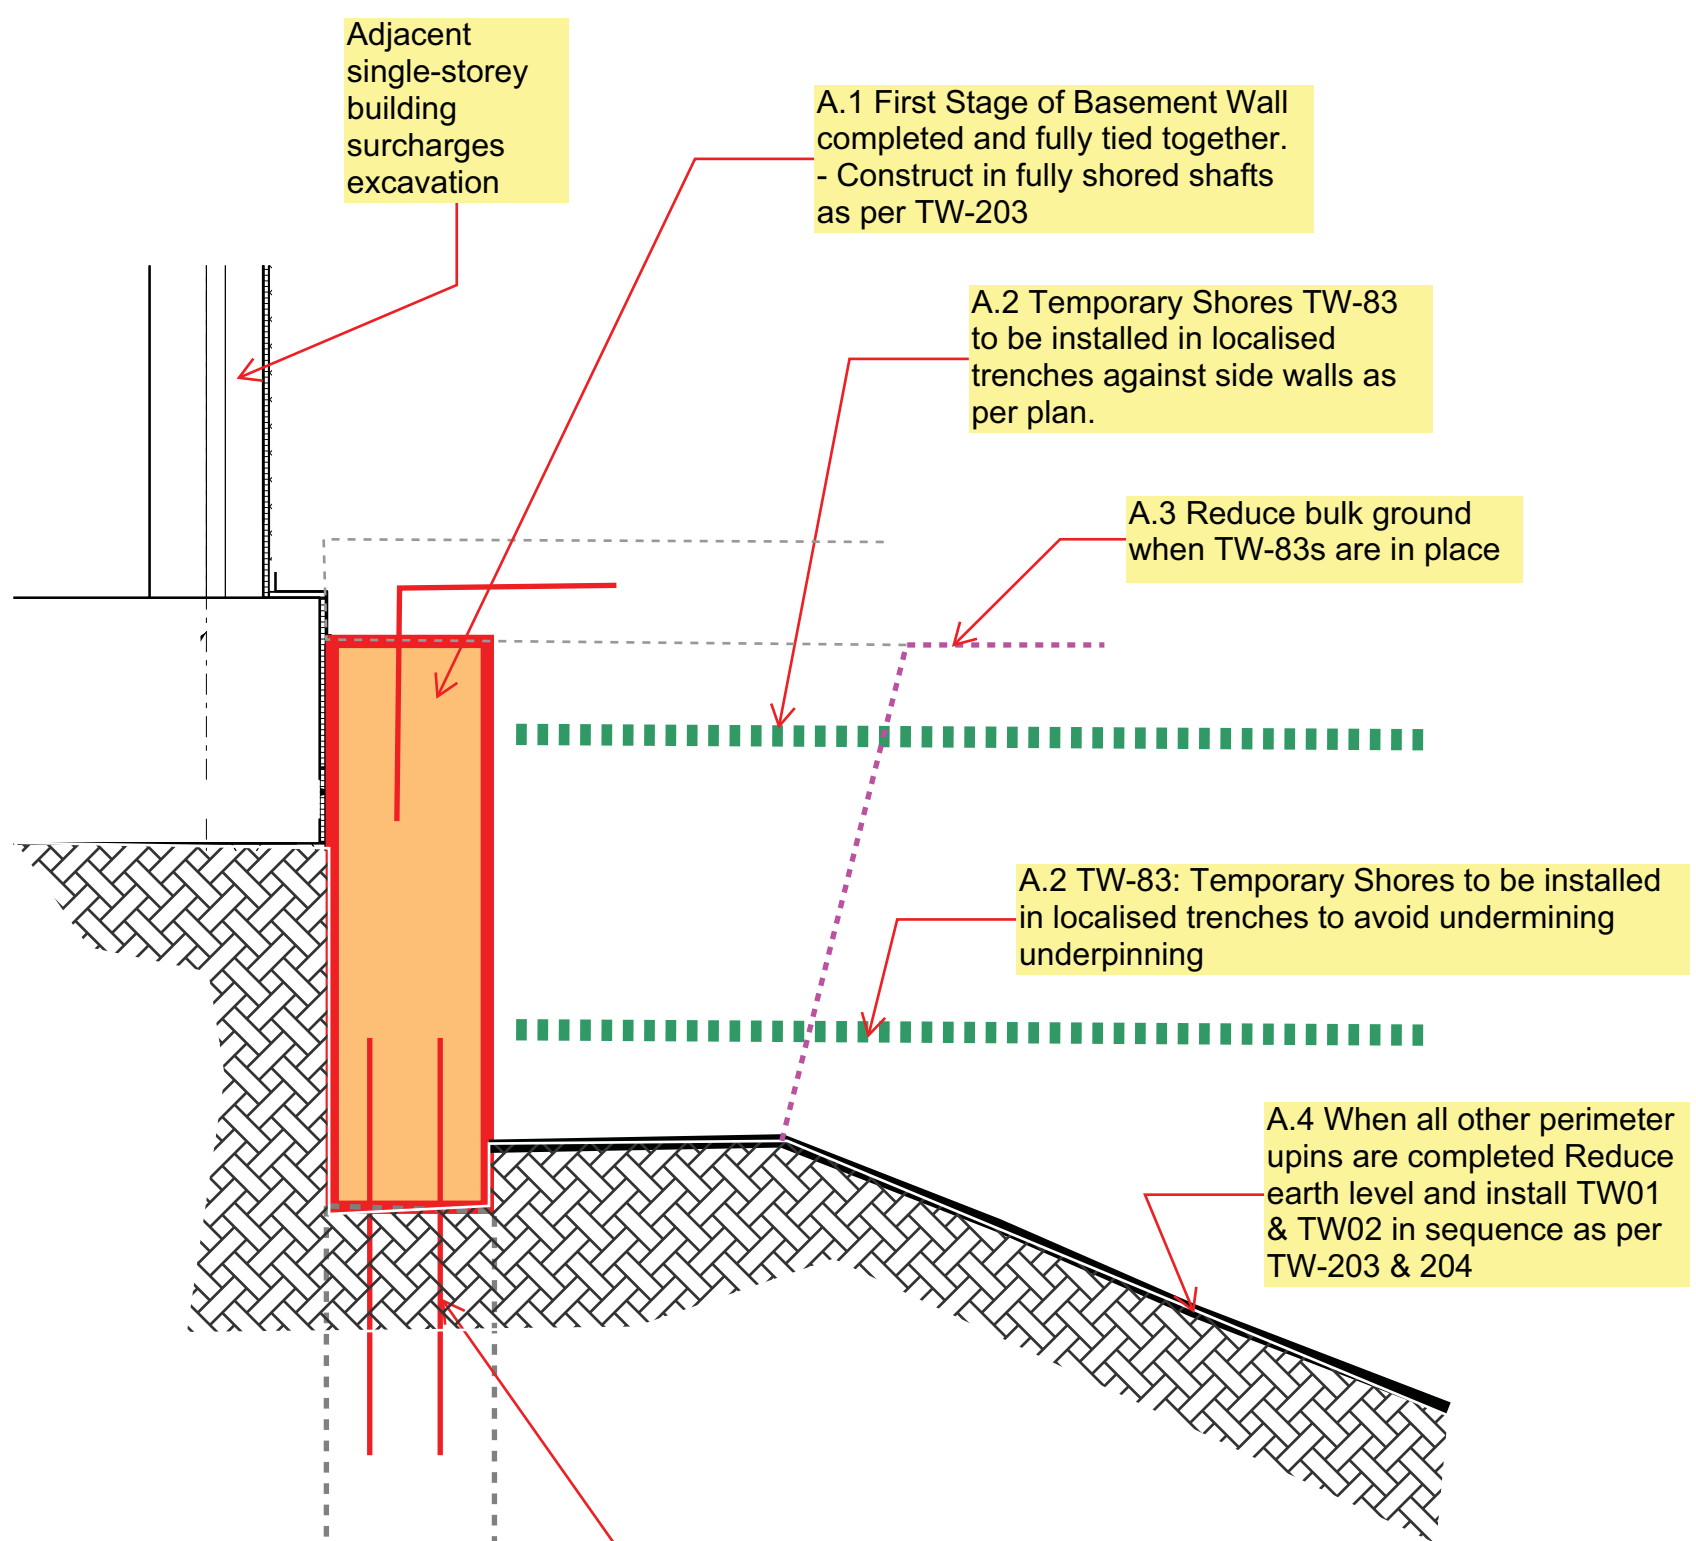 Adjacent
single-storey
building
surcharges
excavation
A.1 First Stage of Basement Wall
completed and fully tied together.
- Construct in fully shored shafts
as per TW-203
A.2 Temporary Shores TW-83
to be installed in localised
trenches against side walls as
per plan.
A.3 Reduce bulk ground
when TW-83s are in place
A.2 TW-83: Temporary Shores to be installed
in localised trenches to avoid undermining
underpinning
A.4 When all other perimeter
upins are completed Reduce
earth level and install TW01
& TW02 in sequence as per
TW-203 & 204